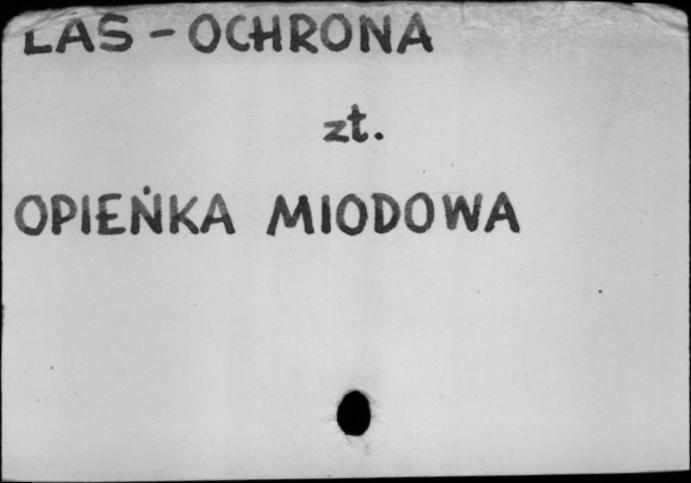 LAS - OCHRONA
zt.
OPIEŃKA MIODOWA